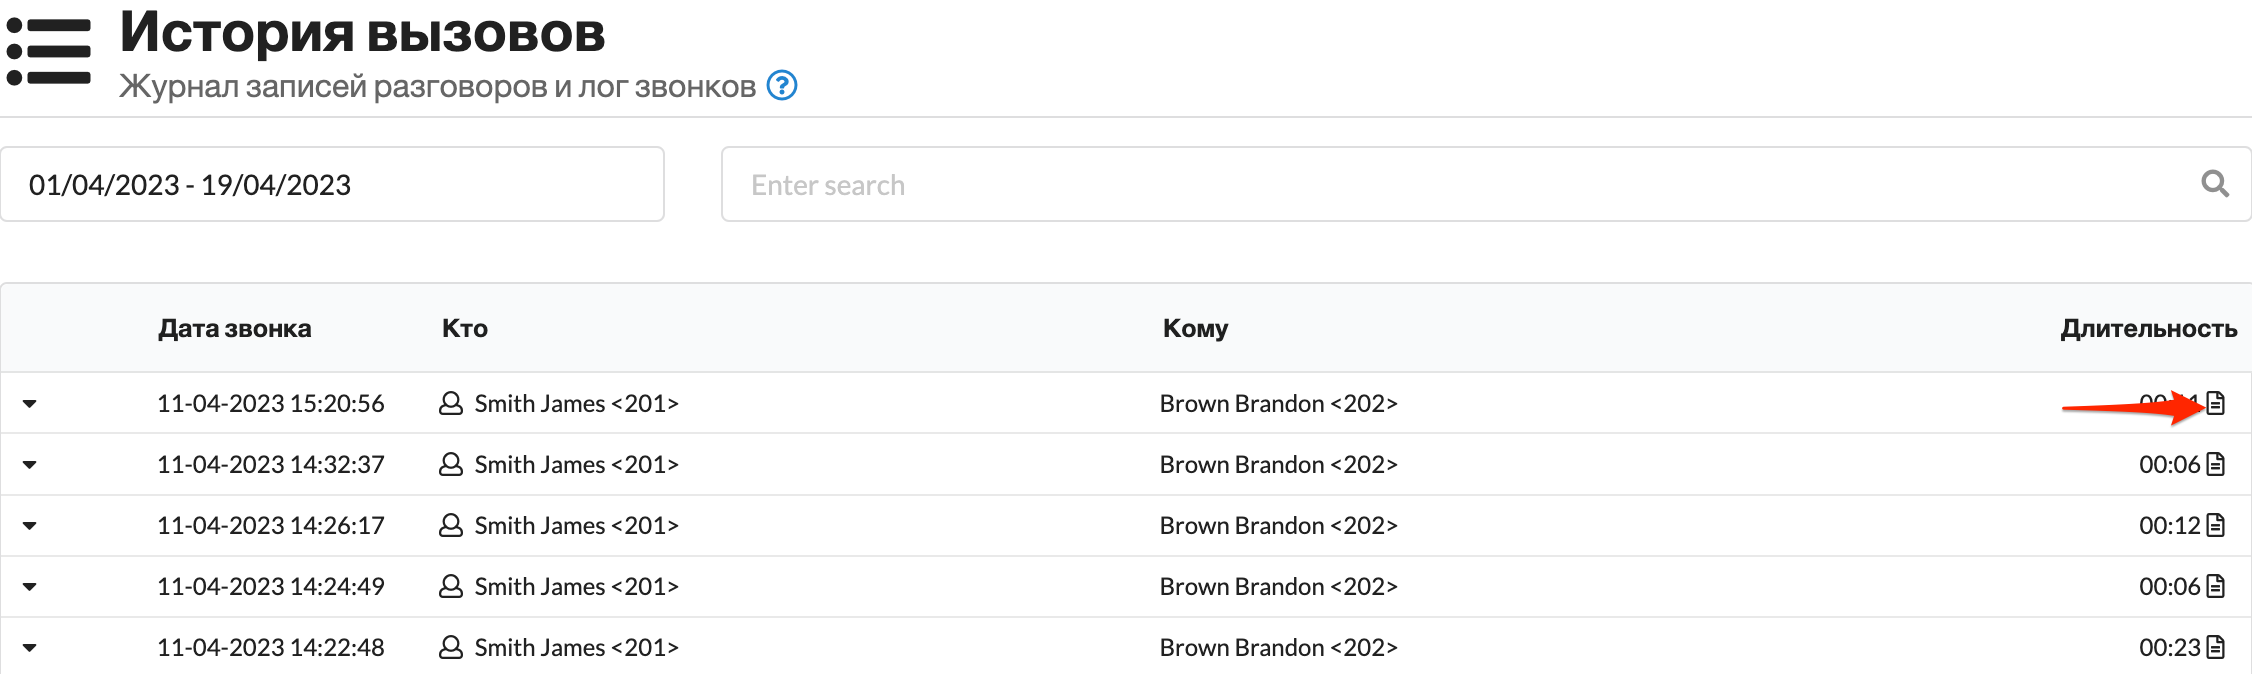 История вызовов
Журнал записей разговоров и лог звонков ?
01/04/2023 - 19/04/2023 Enter search
Дата звонка Кто Кому Длительность
11-04-2023 15:20:56 Smith James <201> Brown Brandon <202>
11-04-2023 14:32:37 Smith James <201> Brown Brandon <202> 00:06
11-04-2023 14:26:17 Smith James <201> Brown Brandon <202> 00:12
11-04-2023 14:24:49 Smith James <201> Brown Brandon <202> 00:06
11-04-2023 14:22:48 Smith James <201> Brown Brandon <202> 00:23